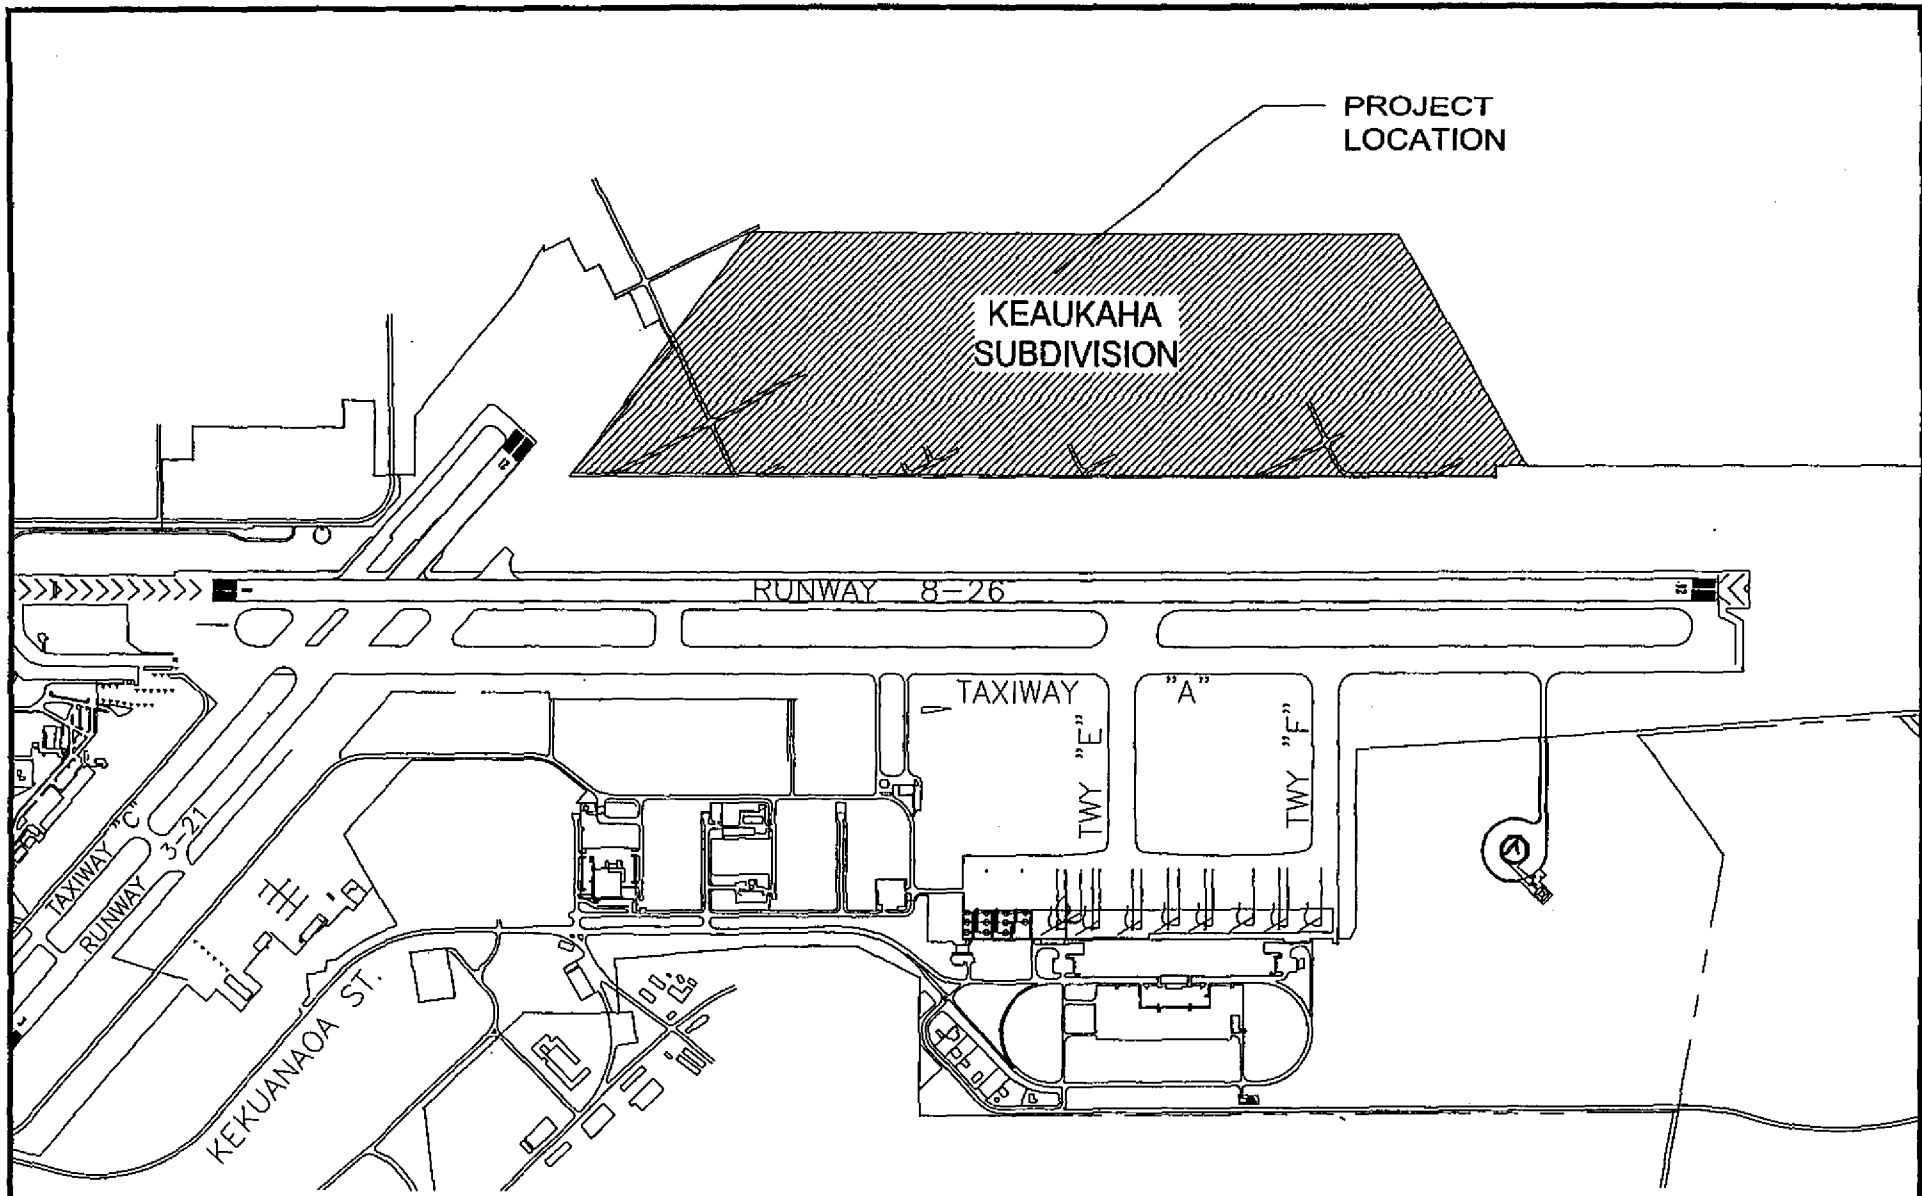 PROJECT
LOCATION
KEAUKAHA
SUBDIVISION
RUNWAY 8-26
TAXIWAY "A"
TWY "E"
TWY "F"
TAXIWAY "C"
RUNWAY 3-21
KEKUANAOA ST.